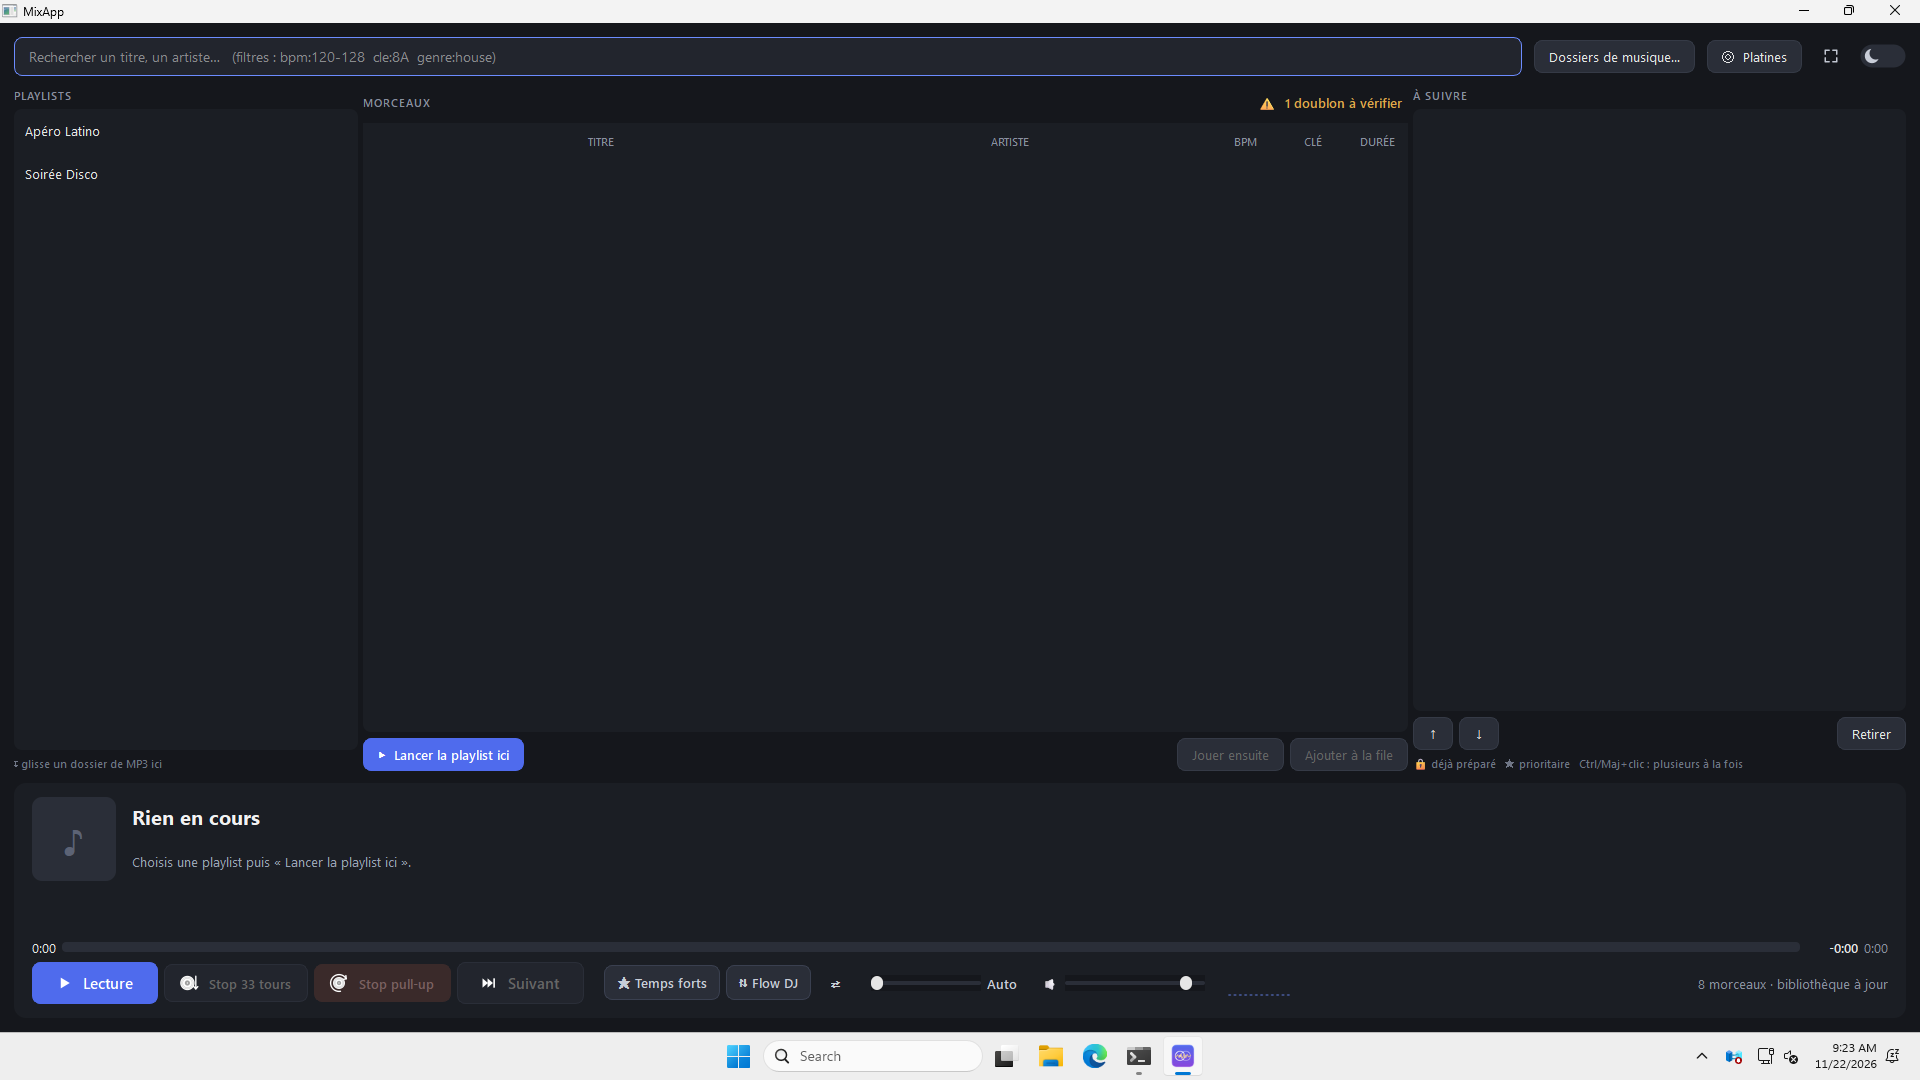 MixApp
Rechercher un titre, un artiste... (filtres : bpm:120-128 cle:8A genre:house)
Dossiers de musique...
Platines
PLAYLISTS
Apéro Latino
Soirée Disco
glisse un dossier de MP3 ici
MORCEAUX
1 doublon à vérifier
TITRE ARTISTE BPM CLÉ DURÉE
Lancer la playlist ici
Jouer ensuite
Ajouter à la file
À SUIVRE
↑ ↓
Retirer
déjà préparé ★ prioritaire Ctrl/Maj+clic : plusieurs à la fois
Rien en cours
Choisis une playlist puis « Lancer la playlist ici ».
0:00
-0:00 0:00
Lecture
Stop 33 tours
Stop pull-up
Suivant
★ Temps forts
Flow DJ
Auto
8 morceaux · bibliothèque à jour
Search
9:23 AM
11/22/2026